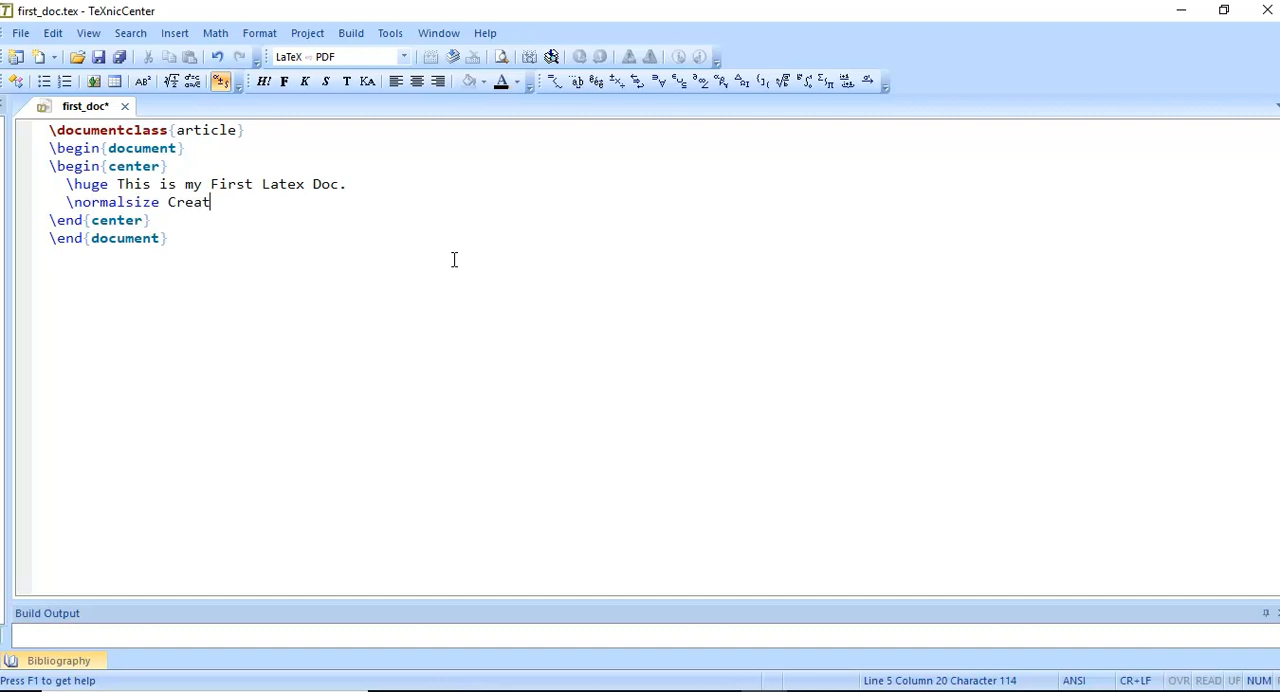 first_doc.tex - TeXnicCenter
File Edit View Search Insert Math Format Project Build Tools Window Help
LaTeX ⇨ PDF
first_doc*
\documentclass{article}
\begin{document}
\begin{center}
\huge This is my First Latex Doc.
\normalsize Creat
\end{center}
\end{document}
Build Output
Bibliography
Press F1 to get help Line 5 Column 20 Character 114 ANSI CR+LF OVR READ UF NUM